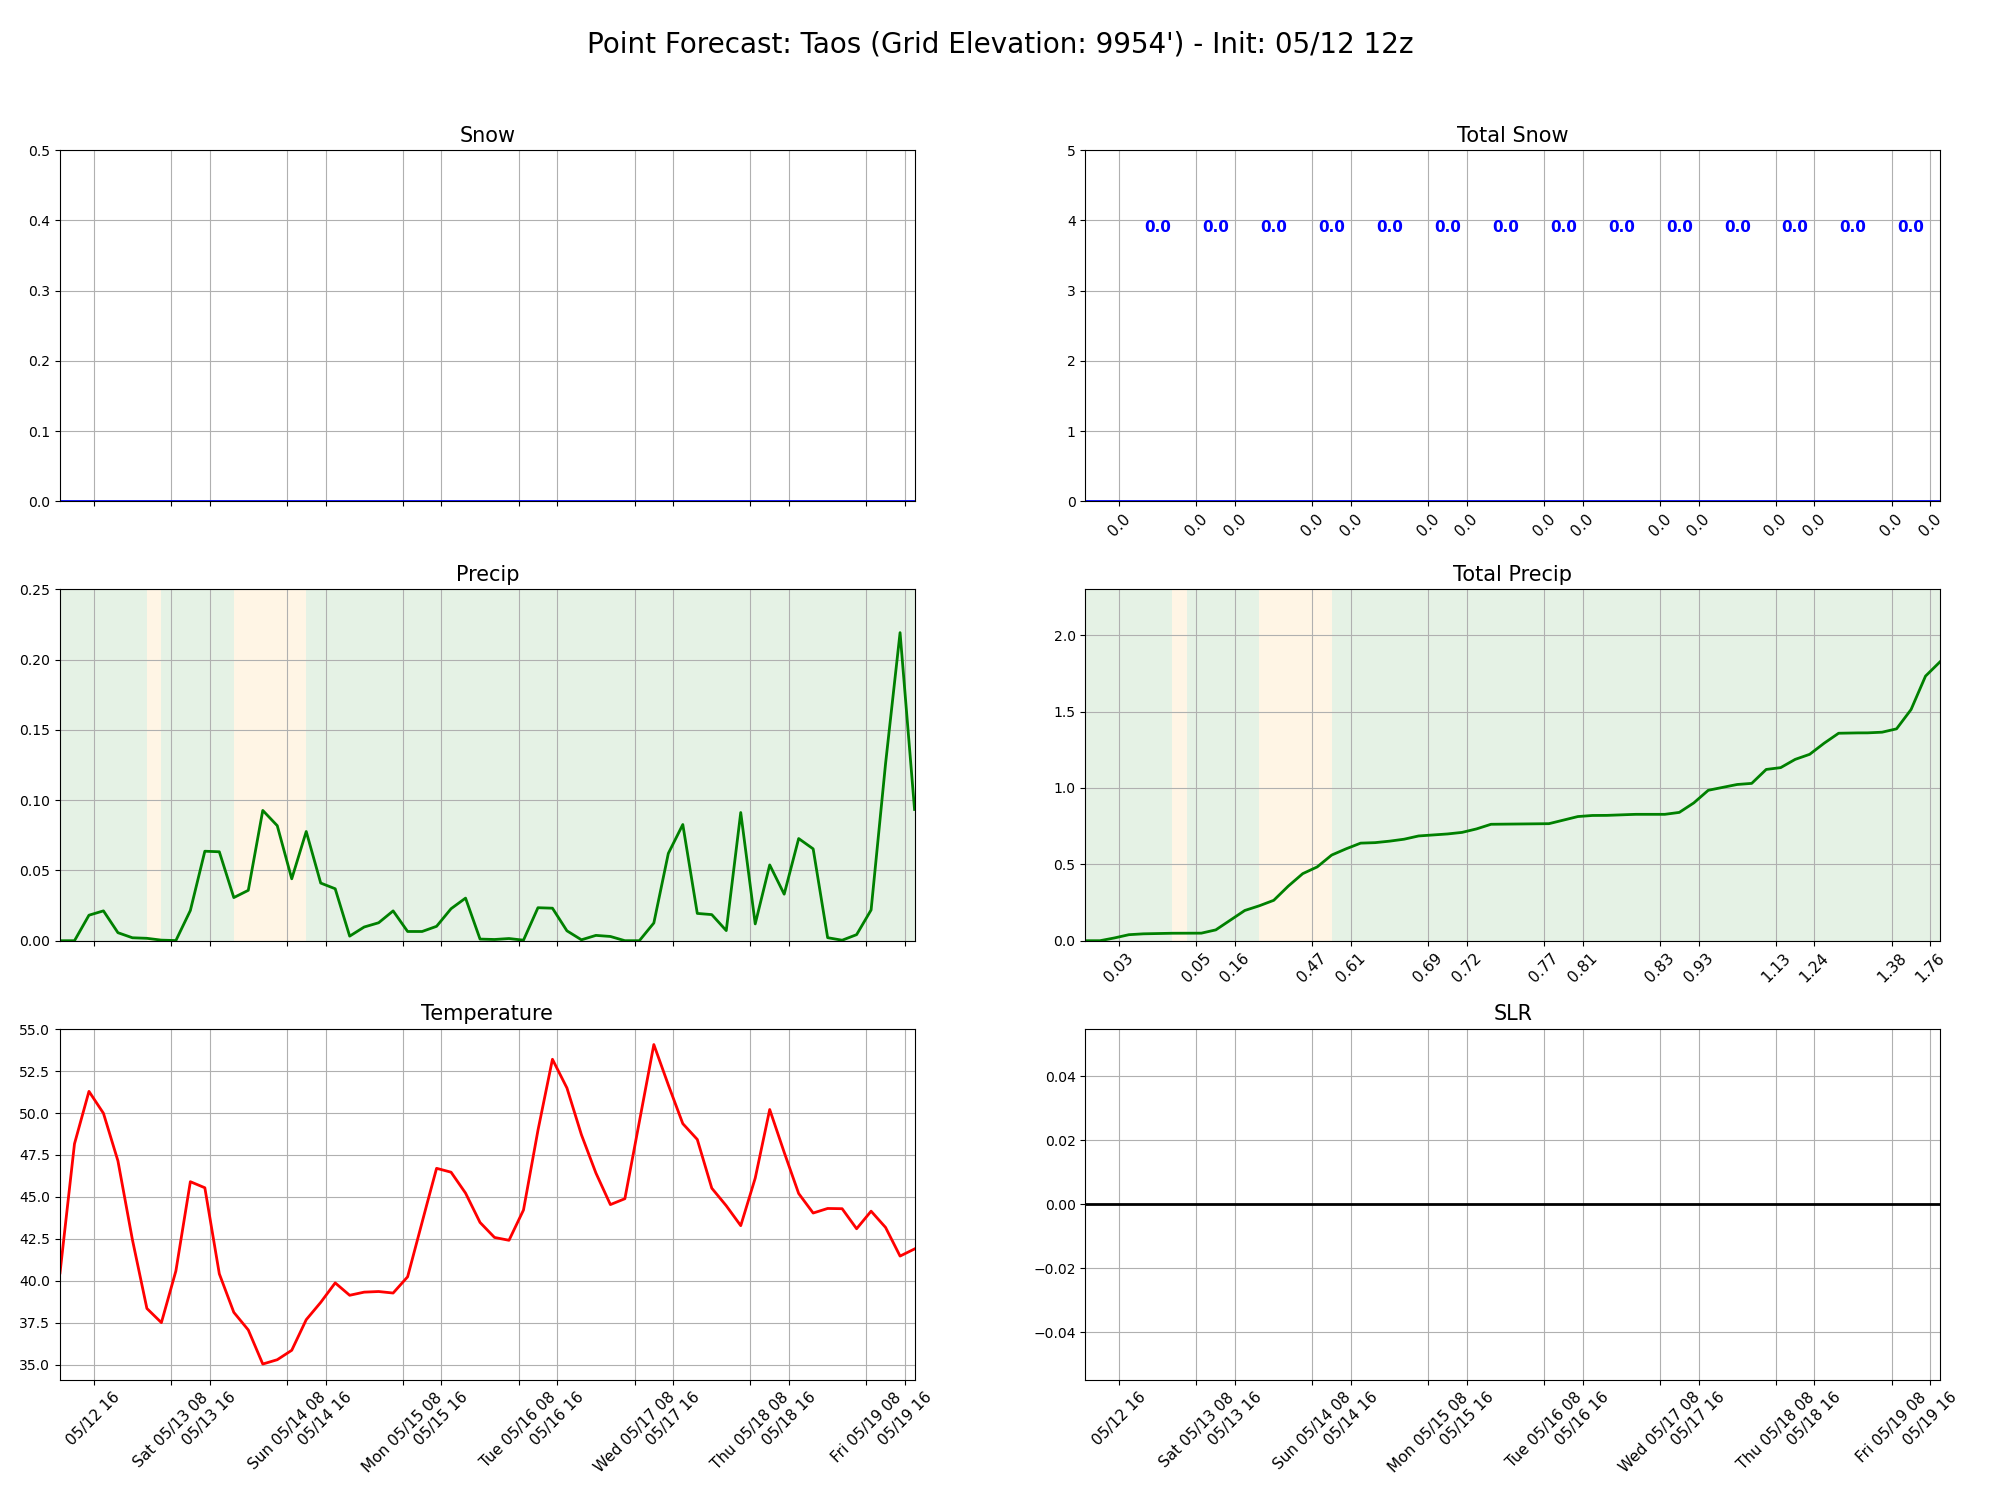 Point Forecast: Taos (Grid Elevation: 9954') - Init: 05/12 12z
Snow
0.5
0.4
0.3
0.2
0.1
0.0
Total Snow
5
4
3
2
1
0
0.0 0.0 0.0 0.0 0.0 0.0 0.0 0.0 0.0 0.0 0.0 0.0 0.0 0.0
0.0 0.0 0.0 0.0 0.0 0.0 0.0 0.0 0.0 0.0 0.0 0.0 0.0 0.0 0.0
Precip
0.25
0.20
0.15
0.10
0.05
0.00
Total Precip
2.0
1.5
1.0
0.5
0.0
0.03 0.05 0.16 0.47 0.61 0.69 0.72 0.77 0.81 0.83 0.93 1.13 1.24 1.38 1.76
Temperature
55.0
52.5
50.0
47.5
45.0
42.5
40.0
37.5
35.0
05/12 16
Sat 05/13 08
05/13 16
Sun 05/14 08
05/14 16
Mon 05/15 08
05/15 16
Tue 05/16 08
05/16 16
Wed 05/17 08
05/17 16
Thu 05/18 08
05/18 16
Fri 05/19 08
05/19 16
SLR
0.04
0.02
0.00
−0.02
−0.04
05/12 16
Sat 05/13 08
05/13 16
Sun 05/14 08
05/14 16
Mon 05/15 08
05/15 16
Tue 05/16 08
05/16 16
Wed 05/17 08
05/17 16
Thu 05/18 08
05/18 16
Fri 05/19 08
05/19 16